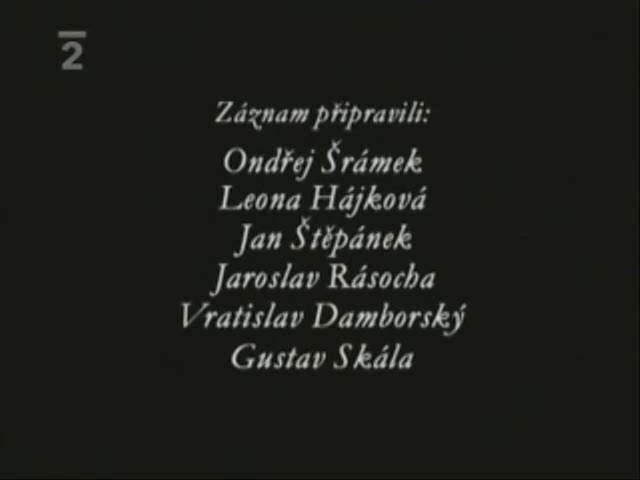 2
Záznam připravili:
Ondřej Šrámek
Leona Hájková
Jan Štěpánek
Jaroslav Rásocha
Vratislav Damborský
Gustav Skála